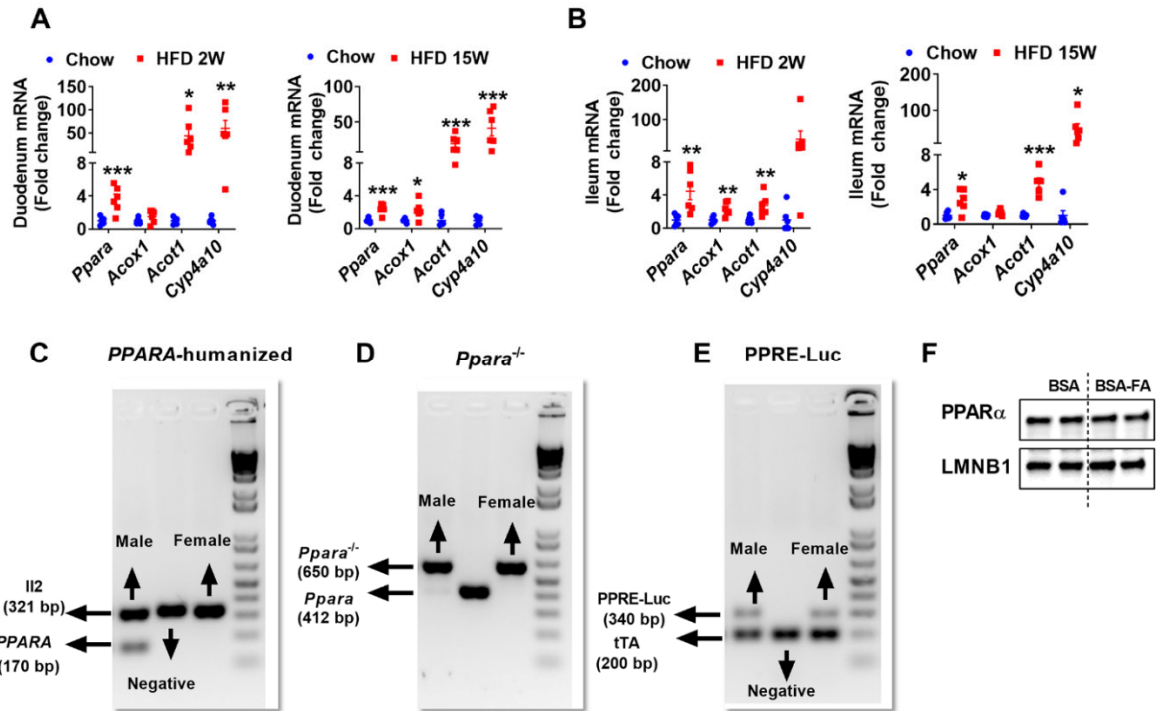 A
Chow HFD 2W
Duodenum mRNA
(Fold change)
150
100
50
8
4
0
***
*
**
Ppara
Acox1
Acot1
Cyp4a10
Chow HFD 15W
Duodenum mRNA
(Fold change)
100
50
8
4
0
***
*
***
***
Ppara
Acox1
Acot1
Cyp4a10
B
Chow HFD 2W
Ileum mRNA
(Fold change)
200
100
8
4
0
**
**
**
Ppara
Acox1
Acot1
Cyp4a10
Chow HFD 15W
Ileum mRNA
(Fold change)
200
100
8
4
0
*
***
*
Ppara
Acox1
Acot1
Cyp4a10
C PPARA-humanized
Male Female
Il2
(321 bp)
PPARA
(170 bp)
Negative
D Ppara-/-
Male Female
Ppara-/-
(650 bp)
Ppara
(412 bp)
E PPRE-Luc
Male Female
PPRE-Luc
(340 bp)
tTA
(200 bp)
Negative
F
BSA BSA-FA
PPARα
LMNB1